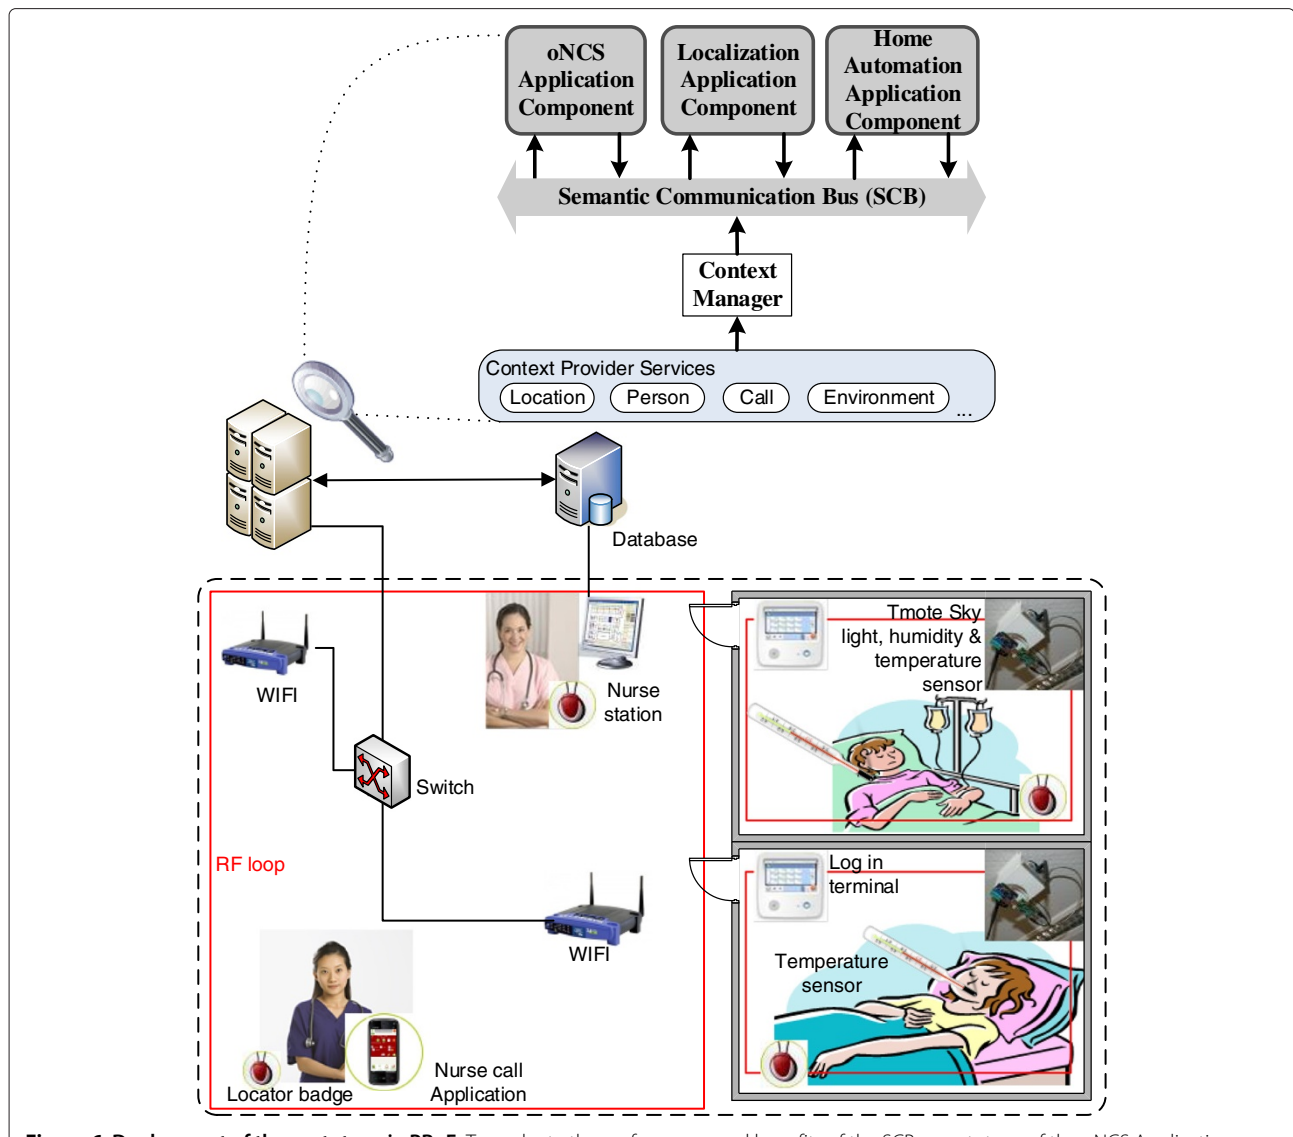 oNCS
Application
Component
Localization
Application
Component
Home
Automation
Application
Component
Semantic Communication Bus (SCB)
Context
Manager
Context Provider Services
Location
Person
Call
Environment
...
Database
WIFI
Nurse
station
Tmote Sky
light, humidity &
temperature
sensor
Switch
RF loop
Log in
terminal
WIFI
Temperature
sensor
Nurse call
Application
Locator badge